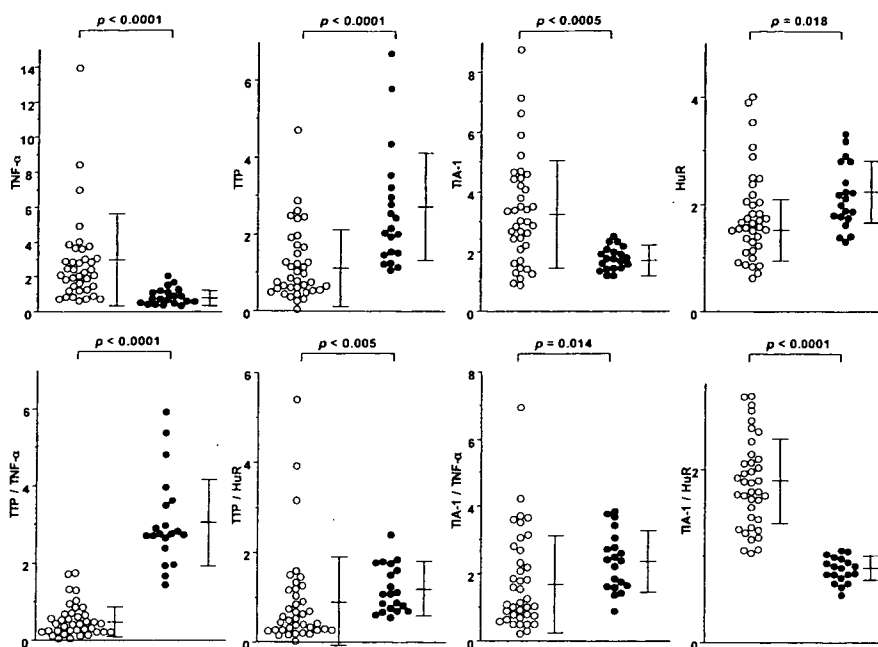 p < 0.0001
TNF-α
14
12
10
8
6
4
2
0
p < 0.0001
TTP
6
4
2
0
p < 0.0005
TIA-1
8
6
4
2
0
p = 0.018
HuR
4
2
0
p < 0.0001
TTP / TNF-α
6
4
2
0
p < 0.005
TTP / HuR
6
4
2
0
p = 0.014
TIA-1 / TNF-α
8
6
4
2
0
p < 0.0001
TIA-1 / HuR
2
0